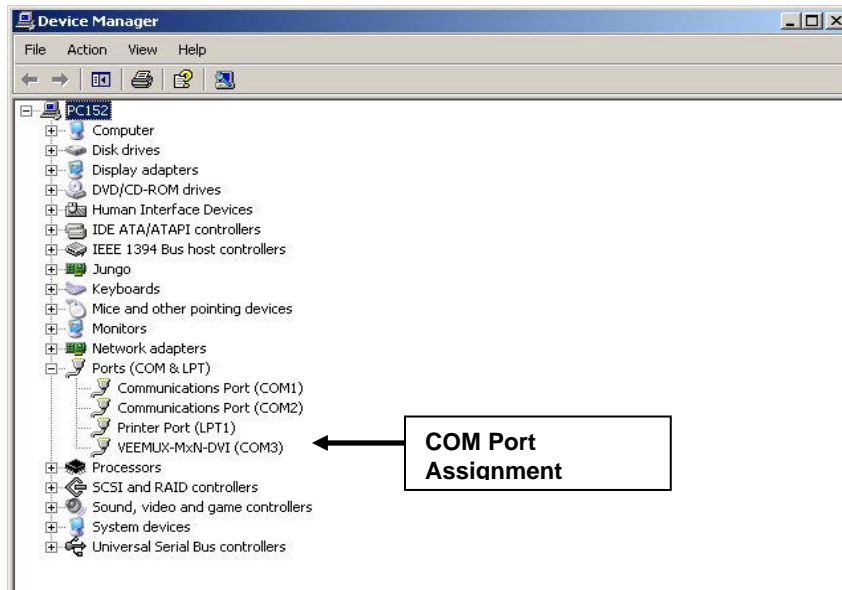 Device Manager
File Action View Help
PC152
Computer
Disk drives
Display adapters
DVD/CD-ROM drives
Human Interface Devices
IDE ATA/ATAPI controllers
IEEE 1394 Bus host controllers
Jungo
Keyboards
Mice and other pointing devices
Monitors
Network adapters
Ports (COM & LPT)
Communications Port (COM1)
Communications Port (COM2)
Printer Port (LPT1)
VEEMUX-MxN-DVI (COM3)
COM Port
Assignment
Processors
SCSI and RAID controllers
Sound, video and game controllers
System devices
Universal Serial Bus controllers